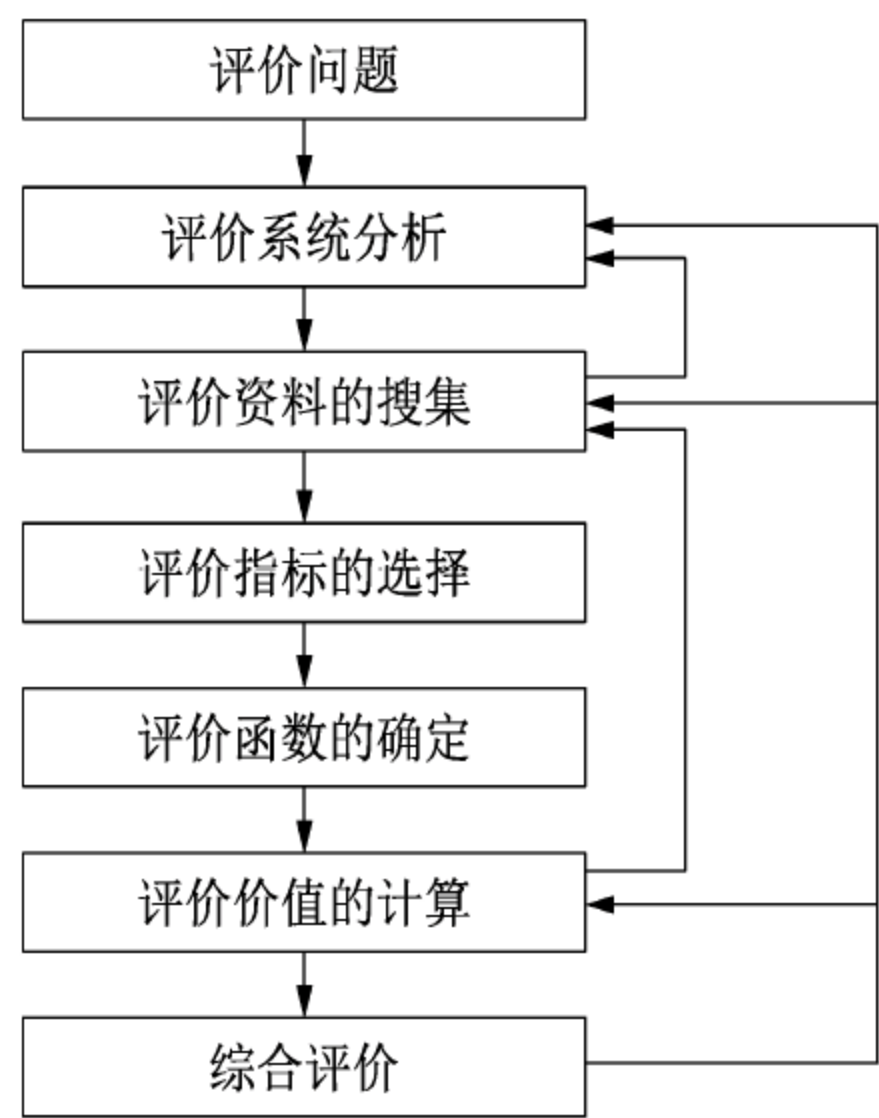 评价问题
评价系统分析
评价资料的搜集
评价指标的选择
评价函数的确定
评价价值的计算
综合评价